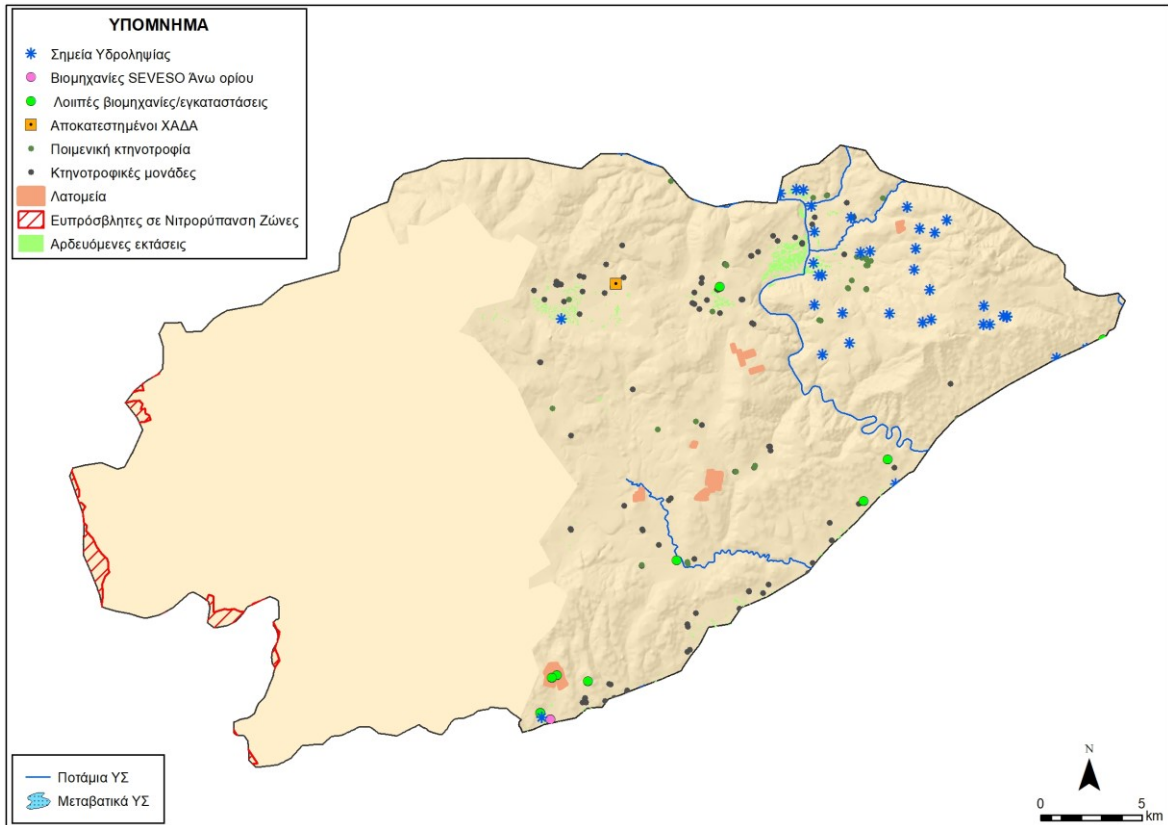 ΥΠΟΜΝΗΜΑ
Σημεία Υδροληψίας
Βιομηχανίες SEVESO Άνω ορίου
Λοιπές βιομηχανίες/εγκαταστάσεις
Αποκατεστημένοι ΧΑΔΑ
Ποιμενική κτηνοτροφία
Κτηνοτροφικές μονάδες
Λατομεία
Ευπρόσβλητες σε Νιτρορύπανση Ζώνες
Αρδευόμενες εκτάσεις
Ποτάμια ΥΣ
Μεταβατικά ΥΣ
N
0 5
km